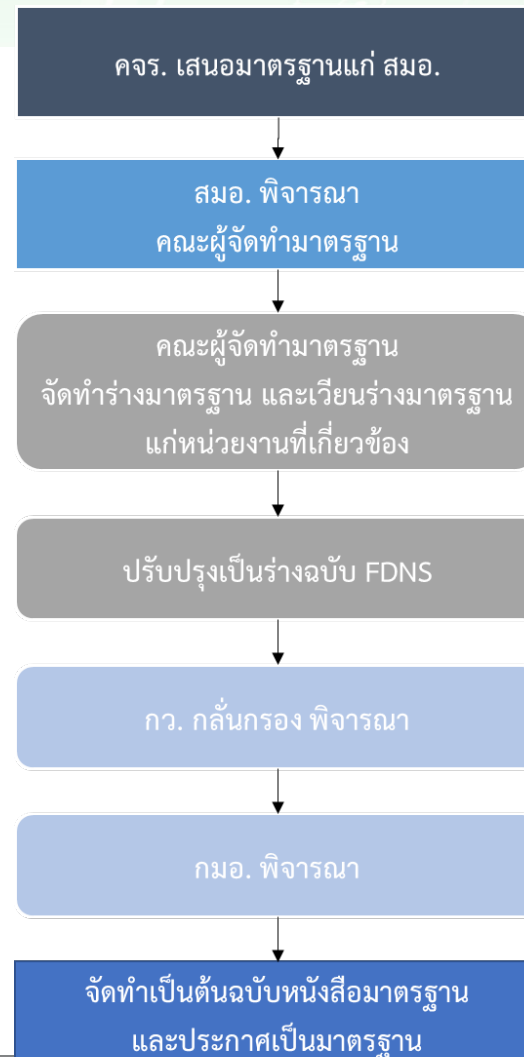 คจร. เสนอมาตรฐานแก่ สมอ.
สมอ. พิจารณา
คณะผู้จัดทำมาตรฐาน
คณะผู้จัดทำมาตรฐาน
จัดทำร่างมาตรฐาน และเวียนร่างมาตรฐาน
แก่หน่วยงานที่เกี่ยวข้อง
ปรับปรุงเป็นร่างฉบับ FDNS
กว. กลั่นกรอง พิจารณา
กมอ. พิจารณา
จัดทำเป็นต้นฉบับหนังสือมาตรฐาน
และประกาศเป็นมาตรฐาน